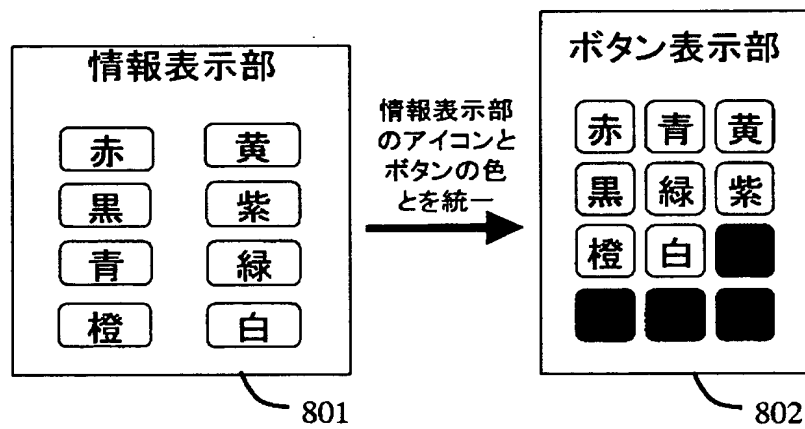 情報表示部
赤 黄
黒 紫
青 緑
橙 白
801
情報表示部
のアイコンと
ボタンの色
とを統一
ボタン表示部
赤 青 黄
黒 緑 紫
橙 白
802